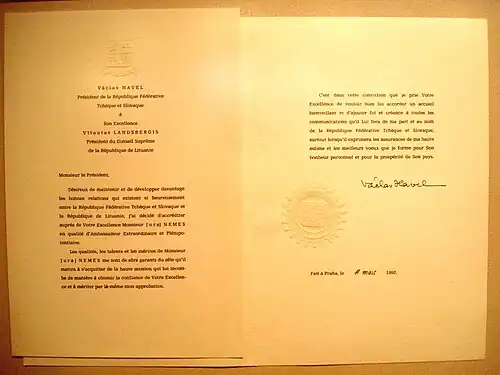 Václav HAVEL
Président de la République Fédérative
Tchèque et Slovaque
à
Son Excellence
Vitautas LANDSBERGIS
Président du Conseil Suprême
de la République de Lituanie
Monsieur le Président,
Désireux de maintenir et de développer davantage
les bonnes relations qui existent si heureusement
entre la République Fédérative Tchèque et Slovaque et
la République de Lituanie, j'ai décidé d'accréditer
auprès de Votre Excellence Monsieur Juraj NEMEŠ
en qualité d'Ambassadeur Extraordinaire et Plénipo-
tentiaire.
Les qualités, les talents et les mérites de Monsieur
Juraj NEMEŠ me sont de sûrs garants du zèle qu'il
mettra à s'acquitter de la haute mission qui lui incom-
be de manière à obtenir la confiance de Votre Excellen-
ce et à mériter par là-même mon approbation.
C'est dans cette conviction que je prie Votre
Excellence de vouloir bien lui accorder un accueil
bienveillant et d'ajouter foi et créance à toutes les
communications qu'il Lui fera de ma part et au nom
de la République Fédérative Tchèque et Slovaque,
surtout lorsqu'il exprimera les assurances de ma haute
estime et les meilleurs voeux que je forme pour Son
bonheur personnel et pour la prospérité de Son pays.
Václav Havel
Fait à Praha, le mars 1992.